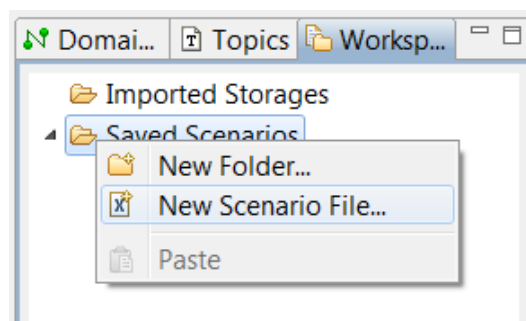 Domai... Topics Worksp...
Imported Storages
Saved Scenarios
New Folder...
New Scenario File...
Paste